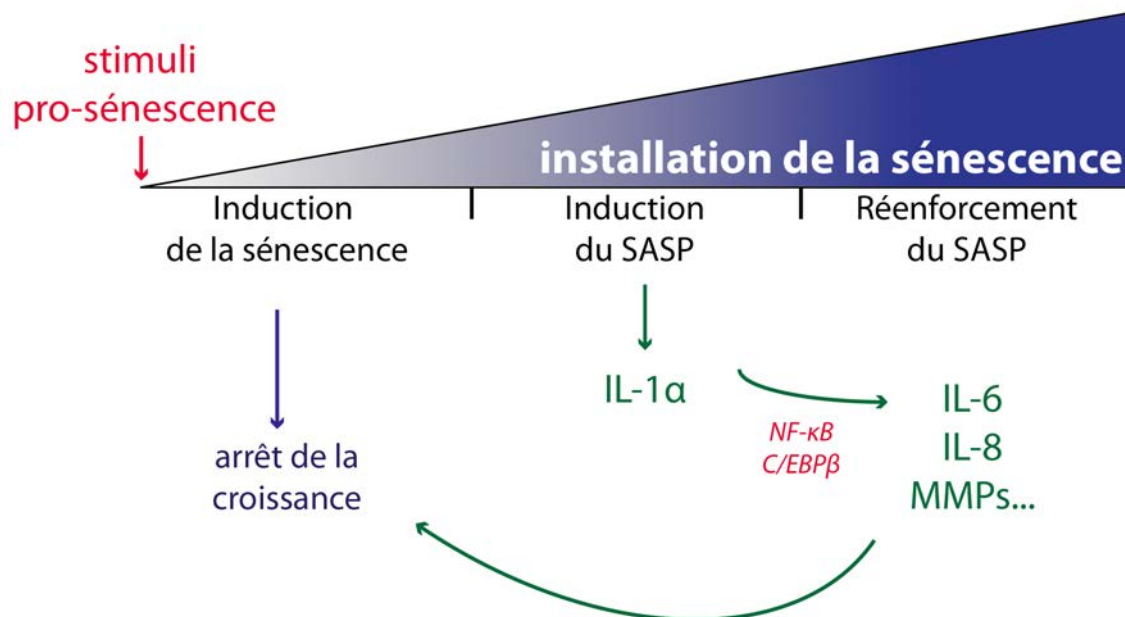 stimuli
pro-sénescence
installation de la sénescence
Induction
de la sénescence
Induction
du SASP
Réenforcement
du SASP
IL-1α
IL-6
IL-8
MMPs...
NF-κB
C/EBPβ
arrêt de la
croissance